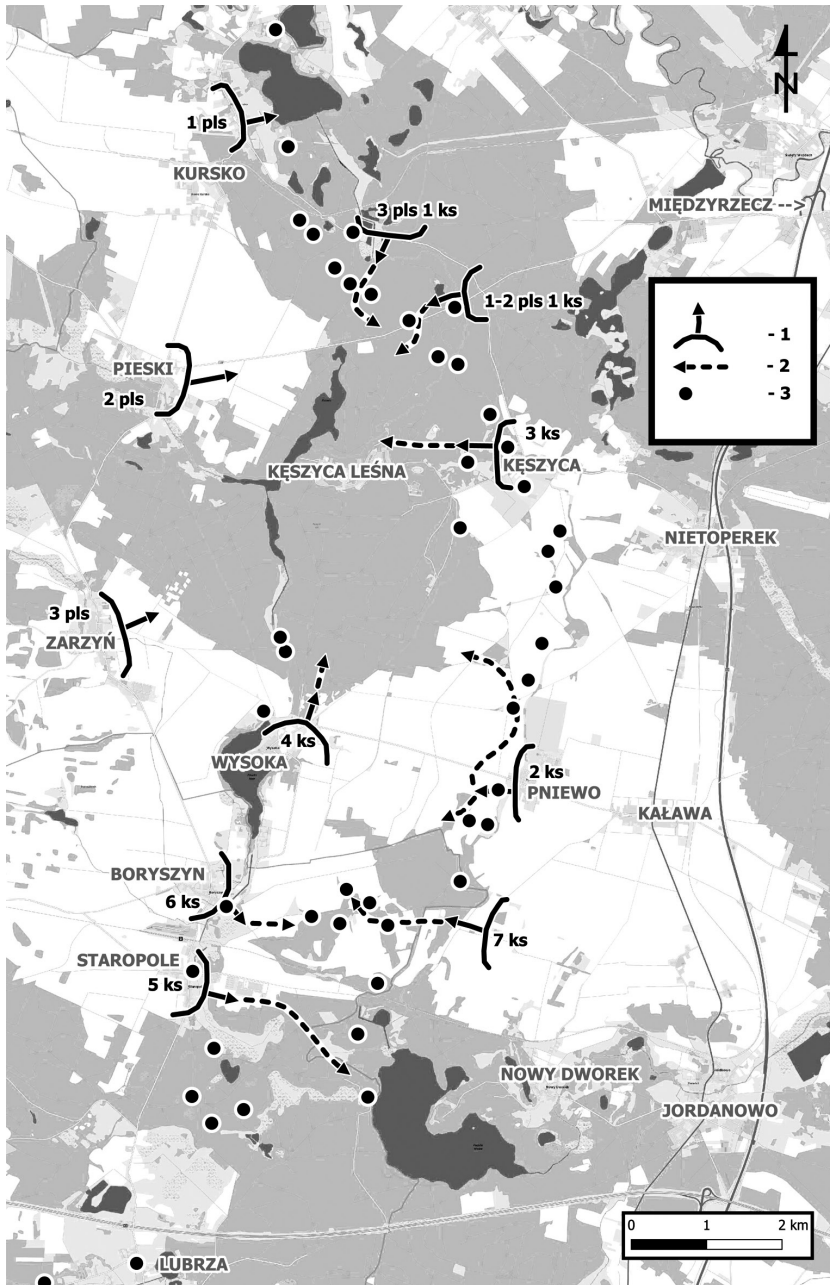 N
1 pls
KURSKO
MIĘDZYRZECZ -->
3 pls 1 ks
1-2 pls 1 ks
- 1
- 2
- 3
PIESKI
2 pls
3 ks
KĘSZYCA LEŚNA
KĘSZYCA
NIETOPEREK
3 pls
ZARZYŃ
4 ks
WYSOKA
2 ks
PNIEWO
KAŁAWA
BORYSZYN
6 ks
7 ks
STAROPOLE
5 ks
NOWY DWOREK
JORDANOWO
0 1 2 km
LUBRZA